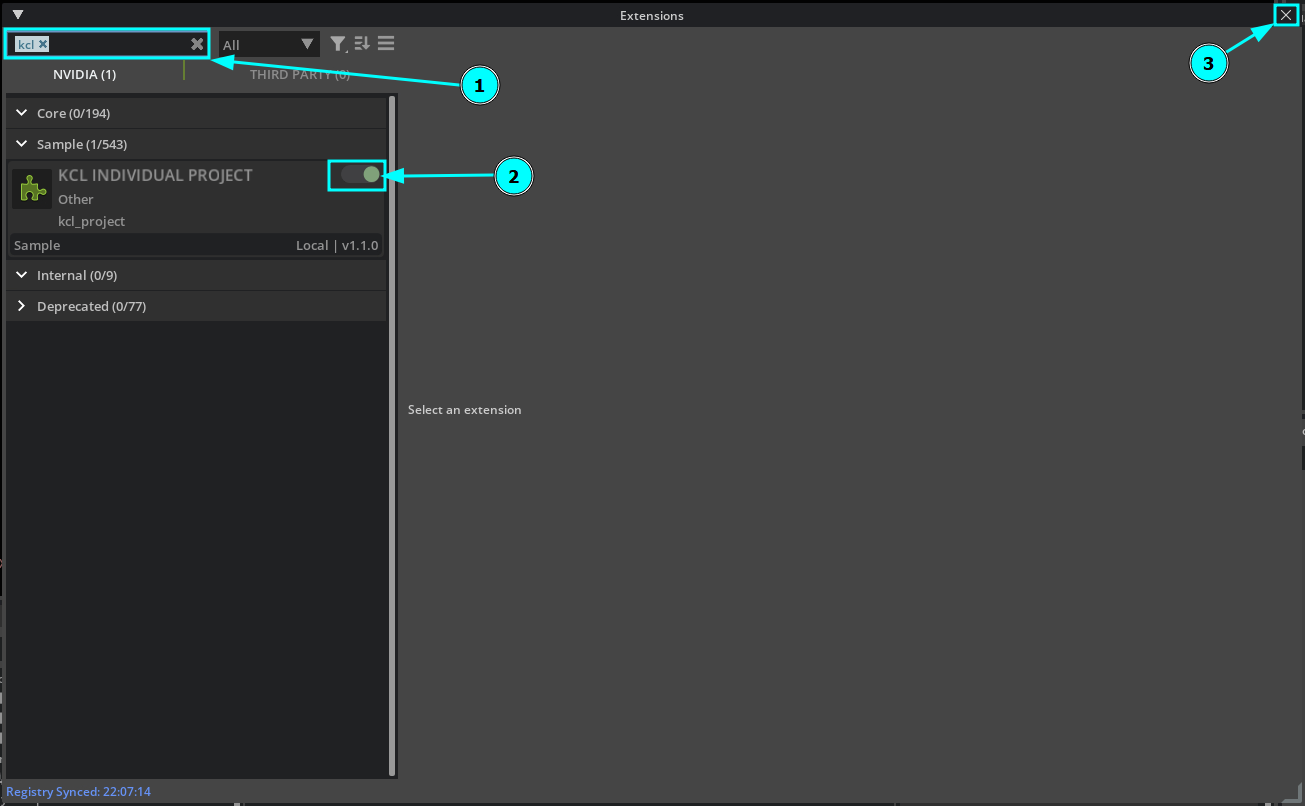 Extensions
kcl
All
3
NVIDIA (1)
THIRD PARTY (0)
1
Core (0/194)
Sample (1/543)
KCL INDIVIDUAL PROJECT
2
Other
kcl_project
Sample
Local | v1.1.0
Internal (0/9)
Deprecated (0/77)
Select an extension
Registry Synced: 22:07:14